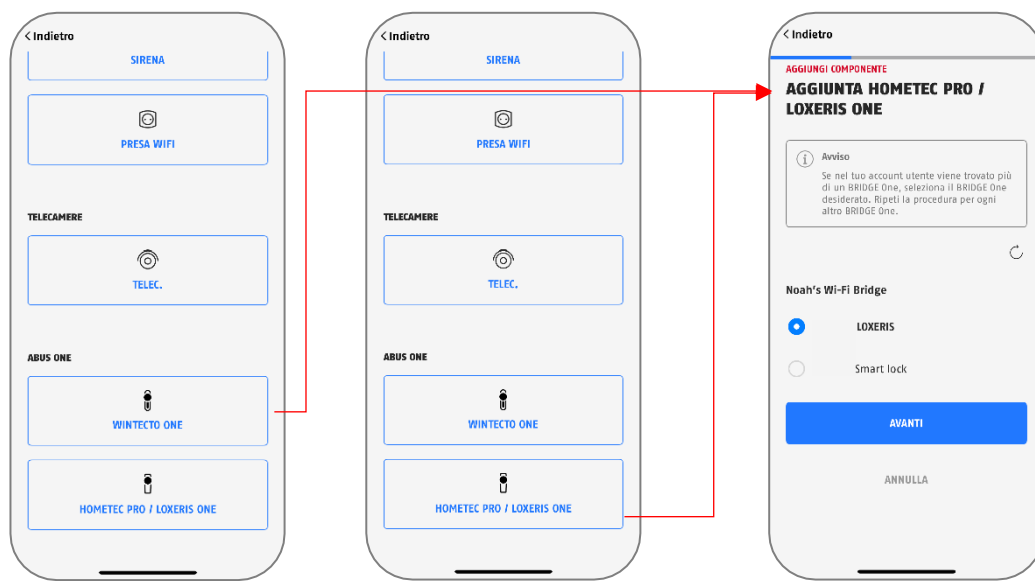 < Indietro
SIRENA
PRESA WIFI
TELECAMERE
TELEC.
ABUS ONE
WINTECTO ONE
HOMETEC PRO / LOXERIS ONE
< Indietro
SIRENA
PRESA WIFI
TELECAMERE
TELEC.
ABUS ONE
WINTECTO ONE
HOMETEC PRO / LOXERIS ONE
< Indietro
AGGIUNGI COMPONENTE
AGGIUNTA HOMETEC PRO /
LOXERIS ONE
Avviso
Se nel tuo account utente viene trovato più
di un BRIDGE One, seleziona il BRIDGE One
desiderato. Ripeti la procedura per ogni
altro BRIDGE One.
Noah's Wi-Fi Bridge
LOXERIS
Smart lock
AVANTI
ANNULLA